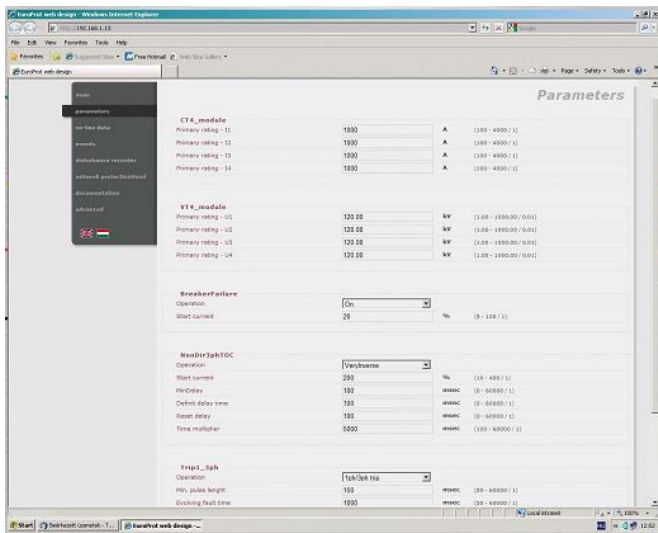 EuroProt web design - Windows Internet Explorer
192.168.1.13
Google
File Edit View Favorites Tools Help
Favorites Suggested Sites Free Hotmail Web Slice Gallery
EuroProt web design
Page Safety Tools
Parameters
main
parameters
on-line data
events
disturbance recorder
documentation
advanced
CT4_module
Primary rating - I1 1000 A (100 - 4000 / 1)
Primary rating - I2 1000 A (100 - 4000 / 1)
Primary rating - I3 1000 A (100 - 4000 / 1)
Primary rating - I4 1000 A (100 - 4000 / 1)
VT4_module
Primary rating - U1 120.00 kV (1.00 - 1000.00 / 0.01)
Primary rating - U2 120.00 kV (1.00 - 1000.00 / 0.01)
Primary rating - U3 120.00 kV (1.00 - 1000.00 / 0.01)
Primary rating - U4 120.00 kV (1.00 - 1000.00 / 0.01)
BreakerFailure
Operation On
Start current 20 % (5 - 100 / 1)
NonDir3phTOC
Operation VeryInverse
Start current 200 % (10 - 400 / 1)
MinDelay 100 msec (0 - 60000 / 1)
Definit delay time 100 msec (0 - 60000 / 1)
Reset delay 100 msec (0 - 60000 / 1)
Time multiplier 5000 msec (100 - 60000 / 1)
Trip1_3ph
Operation 1ph/3ph trip
Min. pulse lenght 150 msec (50 - 60000 / 1)
Evolving fault time 1000 msec (50 - 60000 / 1)
Local intranet 100%
Start Beérkezett üzenetek - T... EuroProt web design -... HU 12:52